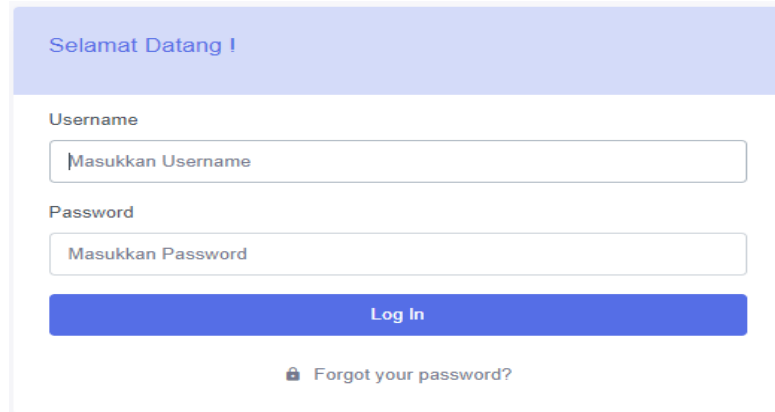 Selamat Datang !
Username
Masukkan Username
Password
Masukkan Password
Log In
Forgot your password?